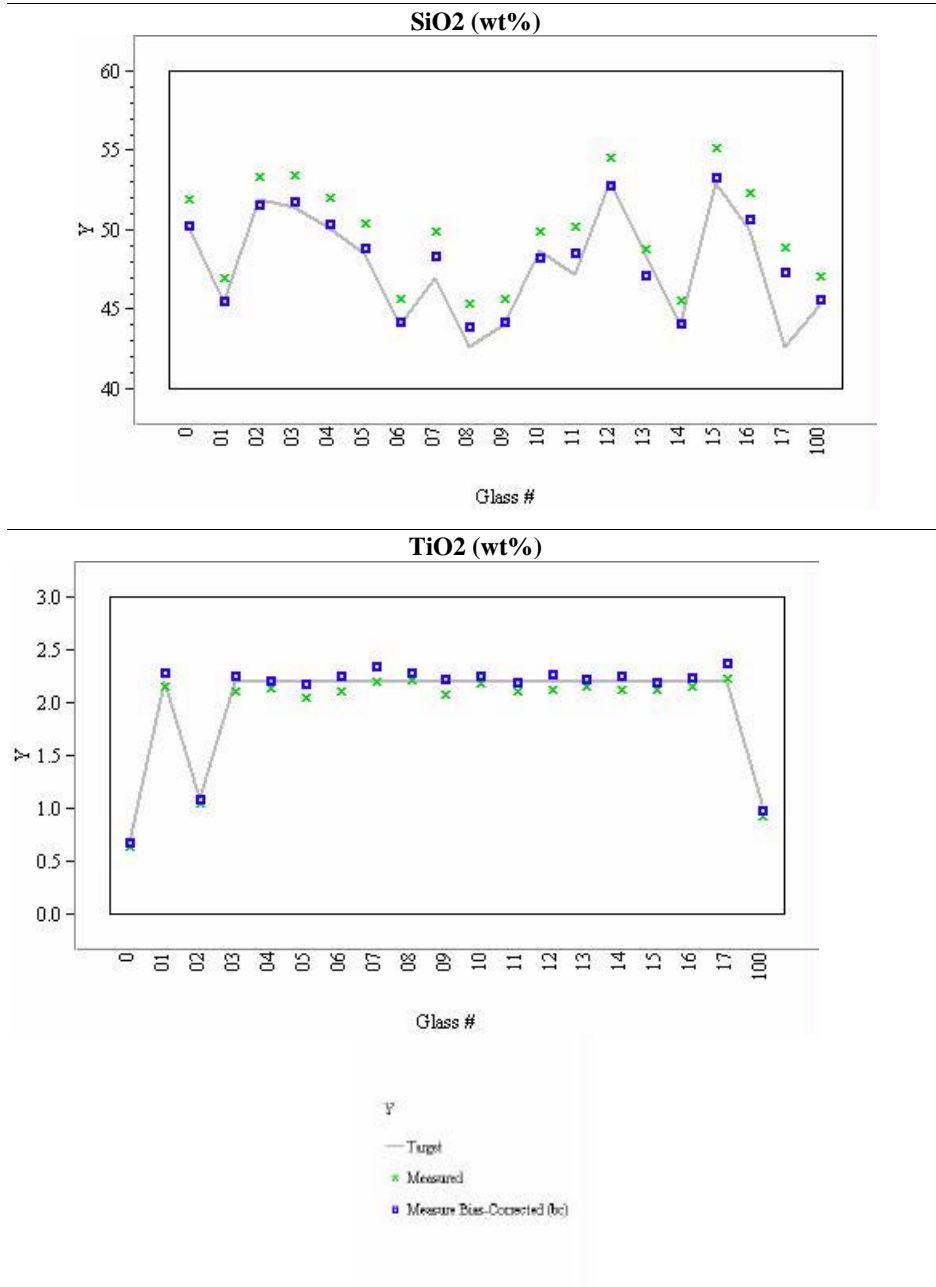 SiO2 (wt%)
60
55
50
45
40
Y
0 01 02 03 04 05 06 07 08 09 10 11 12 13 14 15 16 17 100
Glass #
TiO2 (wt%)
3.0
2.5
2.0
1.5
1.0
0.5
0.0
Y
0 01 02 03 04 05 06 07 08 09 10 11 12 13 14 15 16 17 100
Glass #
Y
Target
Measured
Measure Bias-Corrected (bc)